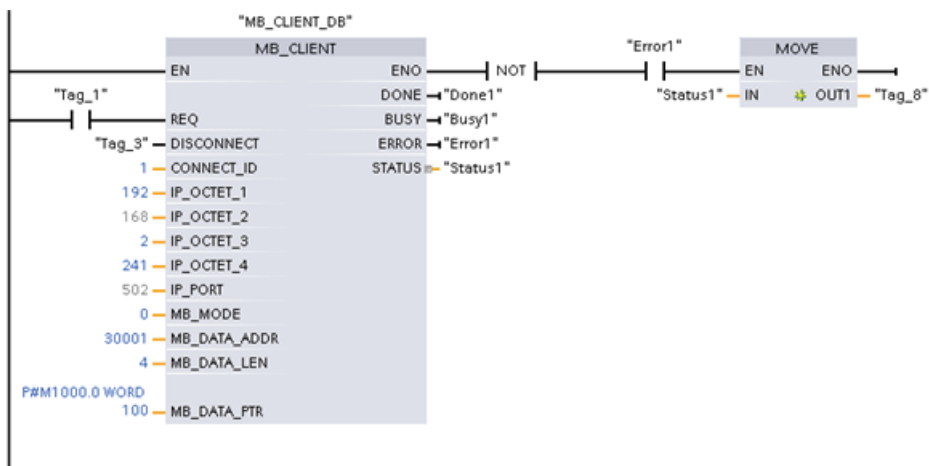 "MB_CLIENT_DB"
MB_CLIENT
"Error1"
MOVE
EN ENO NOT EN ENO
"Tag_1" DONE "Done1" "Status1" IN OUT1 "Tag_8"
REQ BUSY "Busy1"
"Tag_3" DISCONNECT ERROR "Error1"
1 CONNECT_ID STATUS "Status1"
192 IP_OCTET_1
168 IP_OCTET_2
2 IP_OCTET_3
241 IP_OCTET_4
502 IP_PORT
0 MB_MODE
30001 MB_DATA_ADDR
4 MB_DATA_LEN
P#M1000.0 WORD
100 MB_DATA_PTR